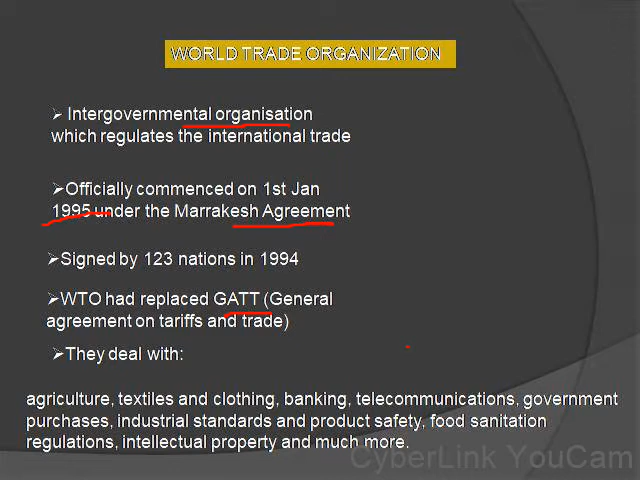 WORLD TRADE ORGANIZATION
➢ Intergovernmental organisation
which regulates the international trade
➢Officially commenced on 1st Jan
1995 under the Marrakesh Agreement
➢Signed by 123 nations in 1994
➢WTO had replaced GATT (General
agreement on tariffs and trade)
➢They deal with:
agriculture, textiles and clothing, banking, telecommunications, government
purchases, industrial standards and product safety, food sanitation
regulations, intellectual property and much more.
CyberLink YouCam